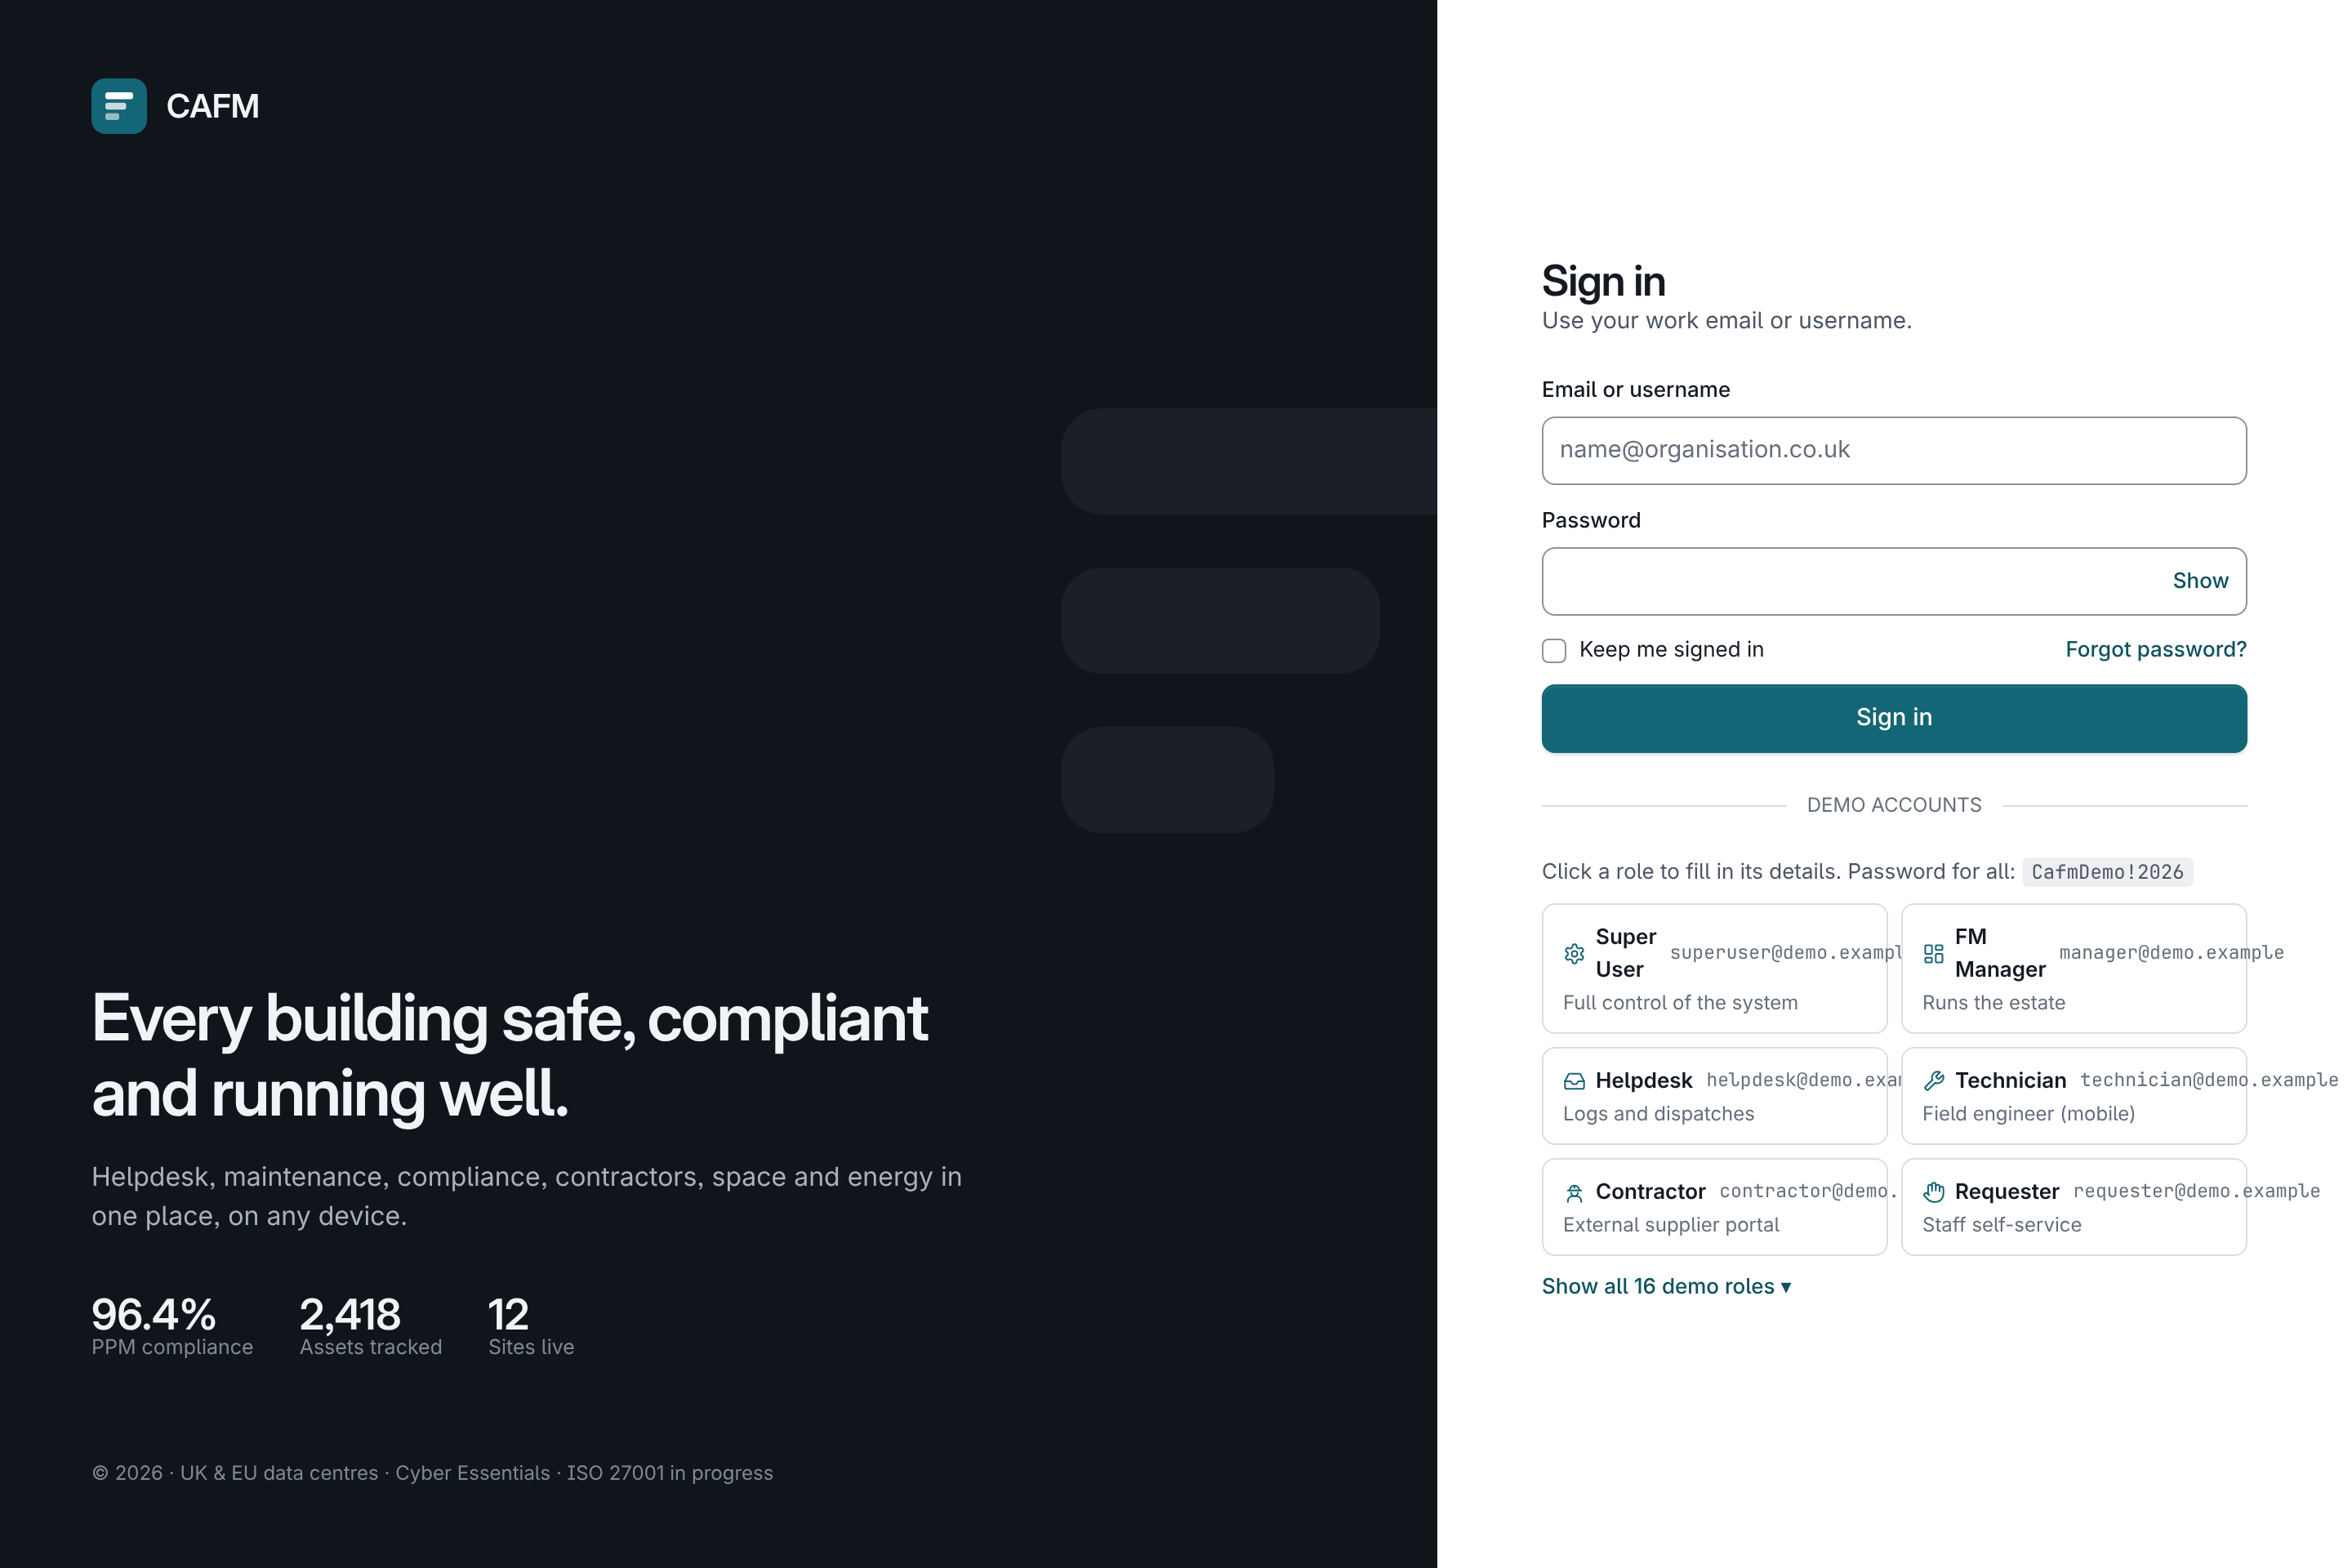 CAFM
Every building safe, compliant
and running well.
Helpdesk, maintenance, compliance, contractors, space and energy in
one place, on any device.
96.4%
PPM compliance
2,418
Assets tracked
12
Sites live
© 2026 · UK & EU data centres · Cyber Essentials · ISO 27001 in progress
Sign in
Use your work email or username.
Email or username
name@organisation.co.uk
Password
Show
Keep me signed in
Forgot password?
Sign in
DEMO ACCOUNTS
Click a role to fill in its details. Password for all: CafmDemo!2026
Super
User
superuser@demo.exampl
Full control of the system
FM
Manager
manager@demo.example
Runs the estate
Helpdesk helpdesk@demo.exam
Logs and dispatches
Technician technician@demo.example
Field engineer (mobile)
Contractor contractor@demo.
External supplier portal
Requester requester@demo.example
Staff self-service
Show all 16 demo roles ▾